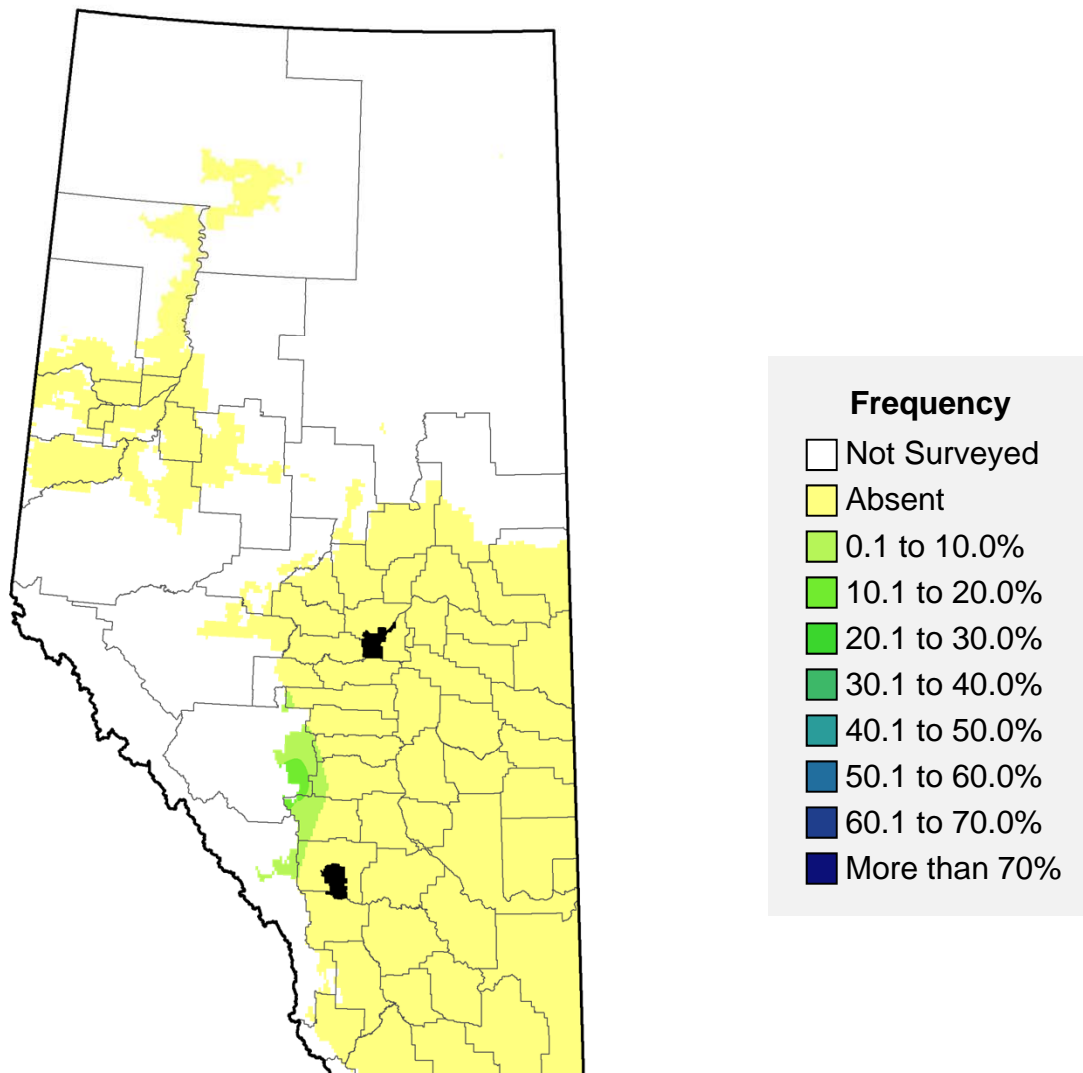 Frequency
Not Surveyed
Absent
0.1 to 10.0%
10.1 to 20.0%
20.1 to 30.0%
30.1 to 40.0%
40.1 to 50.0%
50.1 to 60.0%
60.1 to 70.0%
More than 70%